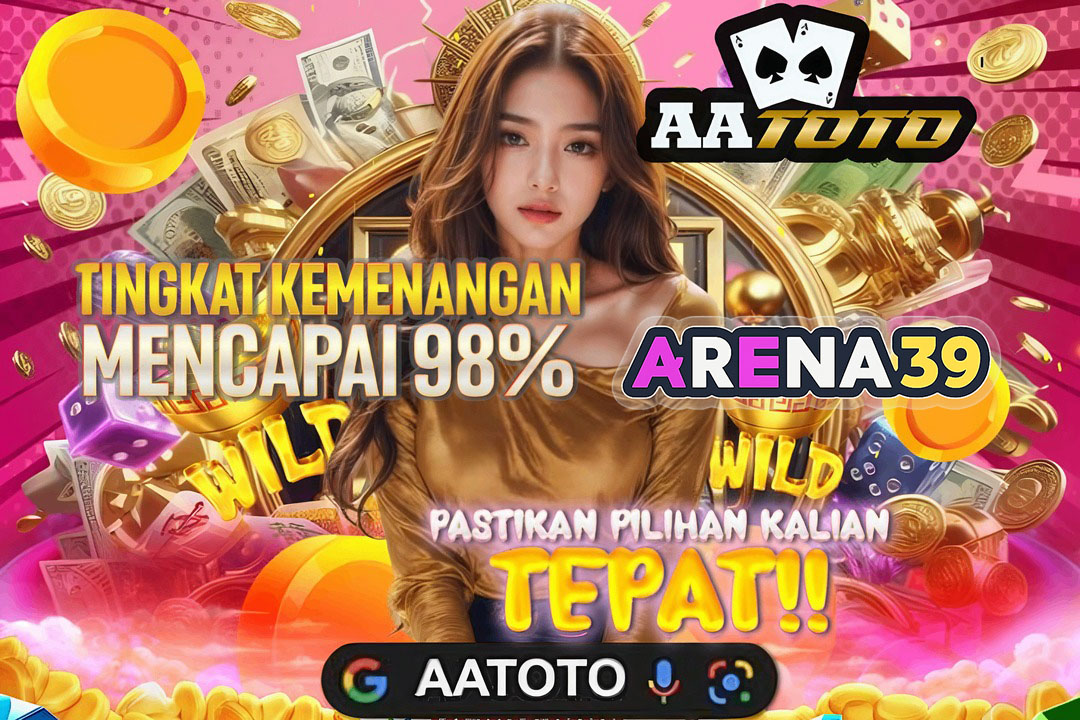 AATOTO
TINGKAT KEMENANGAN
MENCAPAI 98%
ARENA39
WILD
WILD
PASTIKAN PILIHAN KALIAN
TEPAT!!
G AATOTO